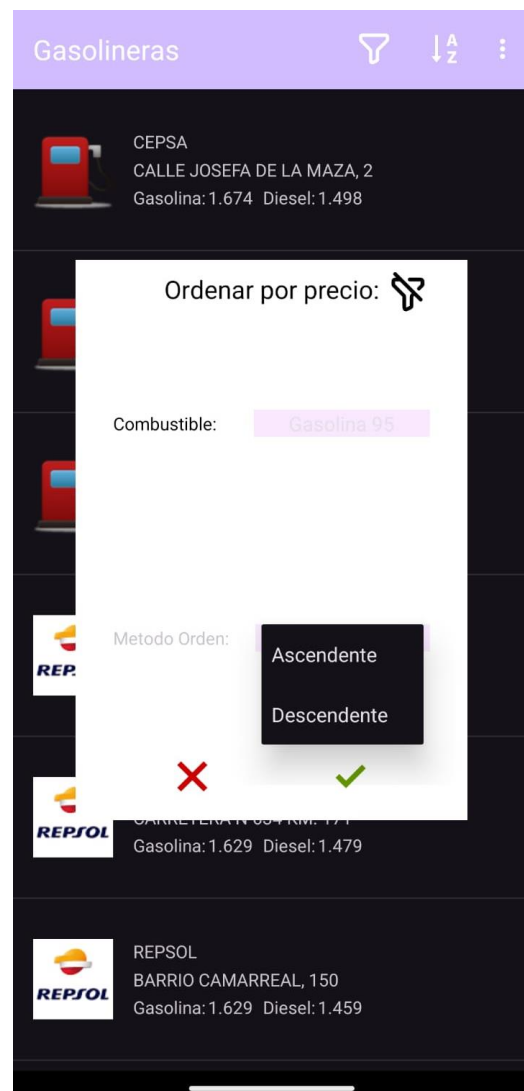 Gasolineras
A
Z
CEPSA
CALLE JOSEFA DE LA MAZA, 2
Gasolina: 1.674 Diesel: 1.498
Ordenar por precio:
Combustible:
Gasolina 95
Metodo Orden:
Ascendente
Descendente
REPSOL
Gasolina: 1.629 Diesel: 1.479
REPSOL
REPSOL
BARRIO CAMARREAL, 150
Gasolina: 1.629 Diesel: 1.459